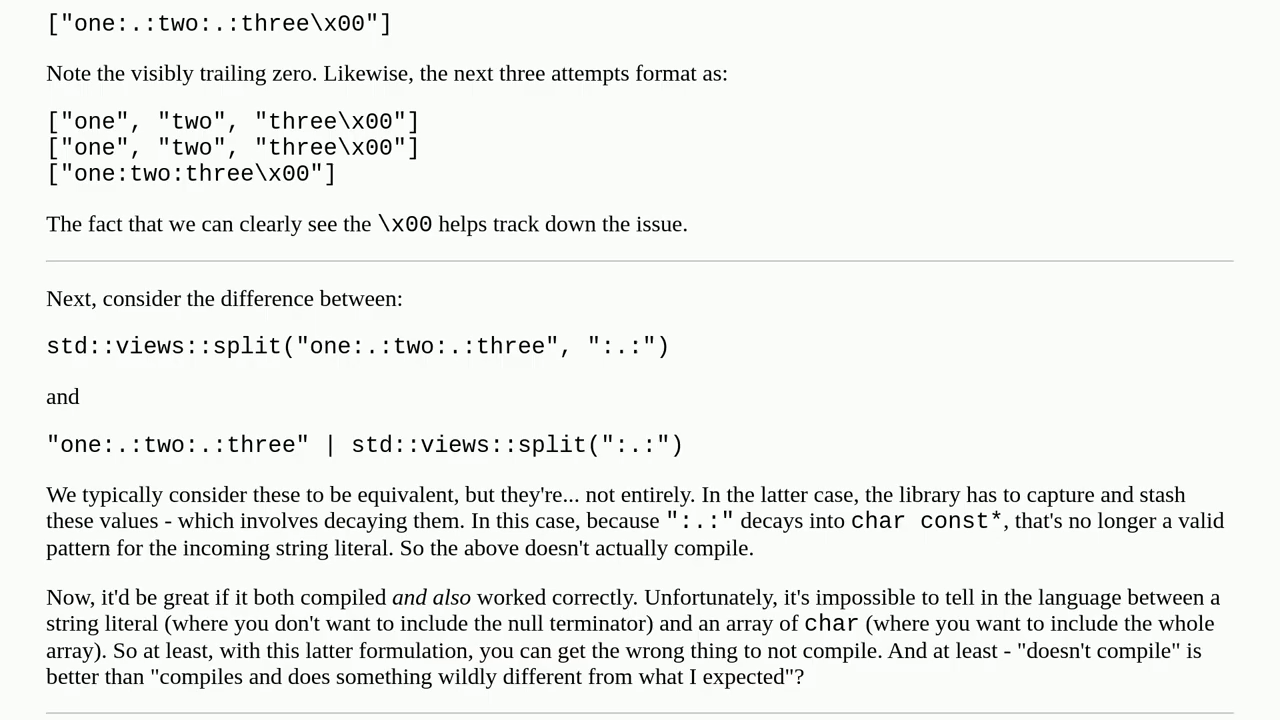 ["one:.:two:.:three\x00"]
Note the visibly trailing zero. Likewise, the next three attempts format as:
["one", "two", "three\x00"]
["one", "two", "three\x00"]
["one:two:three\x00"]
The fact that we can clearly see the \x00 helps track down the issue.
Next, consider the difference between:
std::views::split("one:.:two:.:three", ":.:")
and
"one:.:two:.:three" | std::views::split(":.:")
We typically consider these to be equivalent, but they're... not entirely. In the latter case, the library has to capture and stash
these values - which involves decaying them. In this case, because ":.:" decays into char const*, that's no longer a valid
pattern for the incoming string literal. So the above doesn't actually compile.
Now, it'd be great if it both compiled and also worked correctly. Unfortunately, it's impossible to tell in the language between a
string literal (where you don't want to include the null terminator) and an array of char (where you want to include the whole
array). So at least, with this latter formulation, you can get the wrong thing to not compile. And at least - "doesn't compile" is
better than "compiles and does something wildly different from what I expected"?